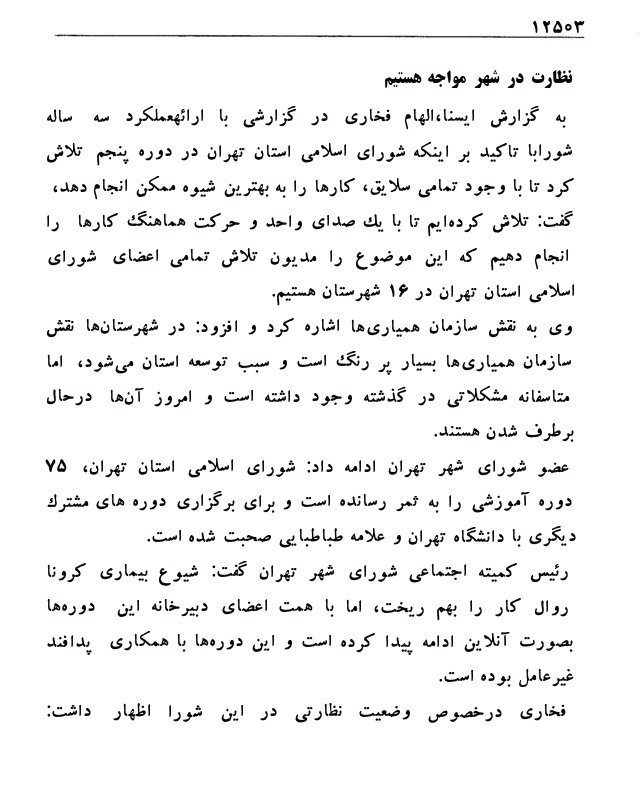 ۱۲۵۰۳
نظارت در شهر مواجه هستیم
به گزارش ایسنا،الهام فخاری در گزارشی با ارائهعملکرد سه ساله
شورابا تاکید بر اینکه شورای اسلامی استان تهران در دوره پنجم تلاش
کرد تا با وجود تمامی سلایق، کارها را به بهترین شیوه ممکن انجام دهد،
گفت: تلاش کرده‌ایم تا با یك صدای واحد و حرکت هماهنگ کارها را
انجام دهیم که این موضوع را مدیون تلاش تمامی اعضای شورای
اسلامی استان تهران در ۱۶ شهرستان هستیم.
وی به نقش سازمان همیاری‌ها اشاره کرد و افزود: در شهرستان‌ها نقش
سازمان همیاری‌ها بسیار پر رنگ است و سبب توسعه استان می‌شود، اما
متاسفانه مشکلاتی در گذشته وجود داشته است و امروز آن‌ها درحال
برطرف شدن هستند.
عضو شورای شهر تهران ادامه داد: شورای اسلامی استان تهران، ۷۵
دوره آموزشی را به ثمر رسانده است و برای برگزاری دوره های مشترك
دیگری با دانشگاه تهران و علامه طباطبایی صحبت شده است.
رئیس کمیته اجتماعی شورای شهر تهران گفت: شیوع بیماری کرونا
روال کار را بهم ریخت، اما با همت اعضای دبیرخانه این دوره‌ها
بصورت آنلاین ادامه پیدا کرده است و این دوره‌ها با همکاری پدافند
غیرعامل بوده است.
فخاری درخصوص وضعیت نظارتی در این شورا اظهار داشت: